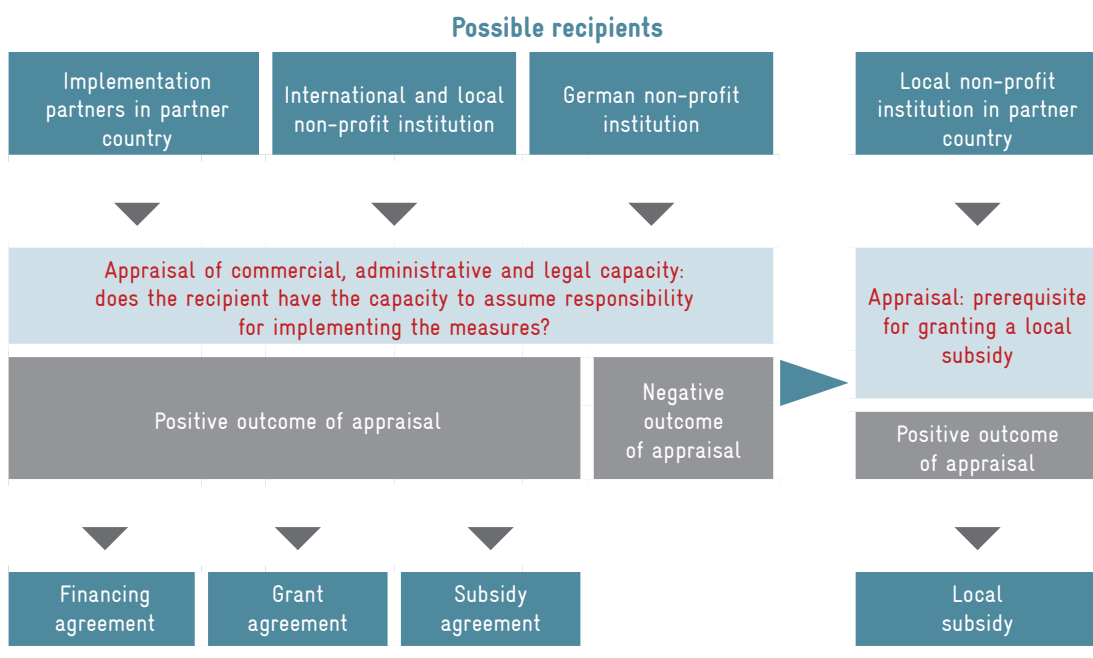 Possible recipients
Implementation
partners in partner
country
International and local
non-profit institution
German non-profit
institution
Local non-profit
institution in partner
country
Appraisal of commercial, administrative and legal capacity:
does the recipient have the capacity to assume responsibility
for implementing the measures?
Appraisal: prerequisite
for granting a local
subsidy
Positive outcome of appraisal
Negative
outcome
of appraisal
Positive outcome
of appraisal
Financing
agreement
Grant
agreement
Subsidy
agreement
Local
subsidy